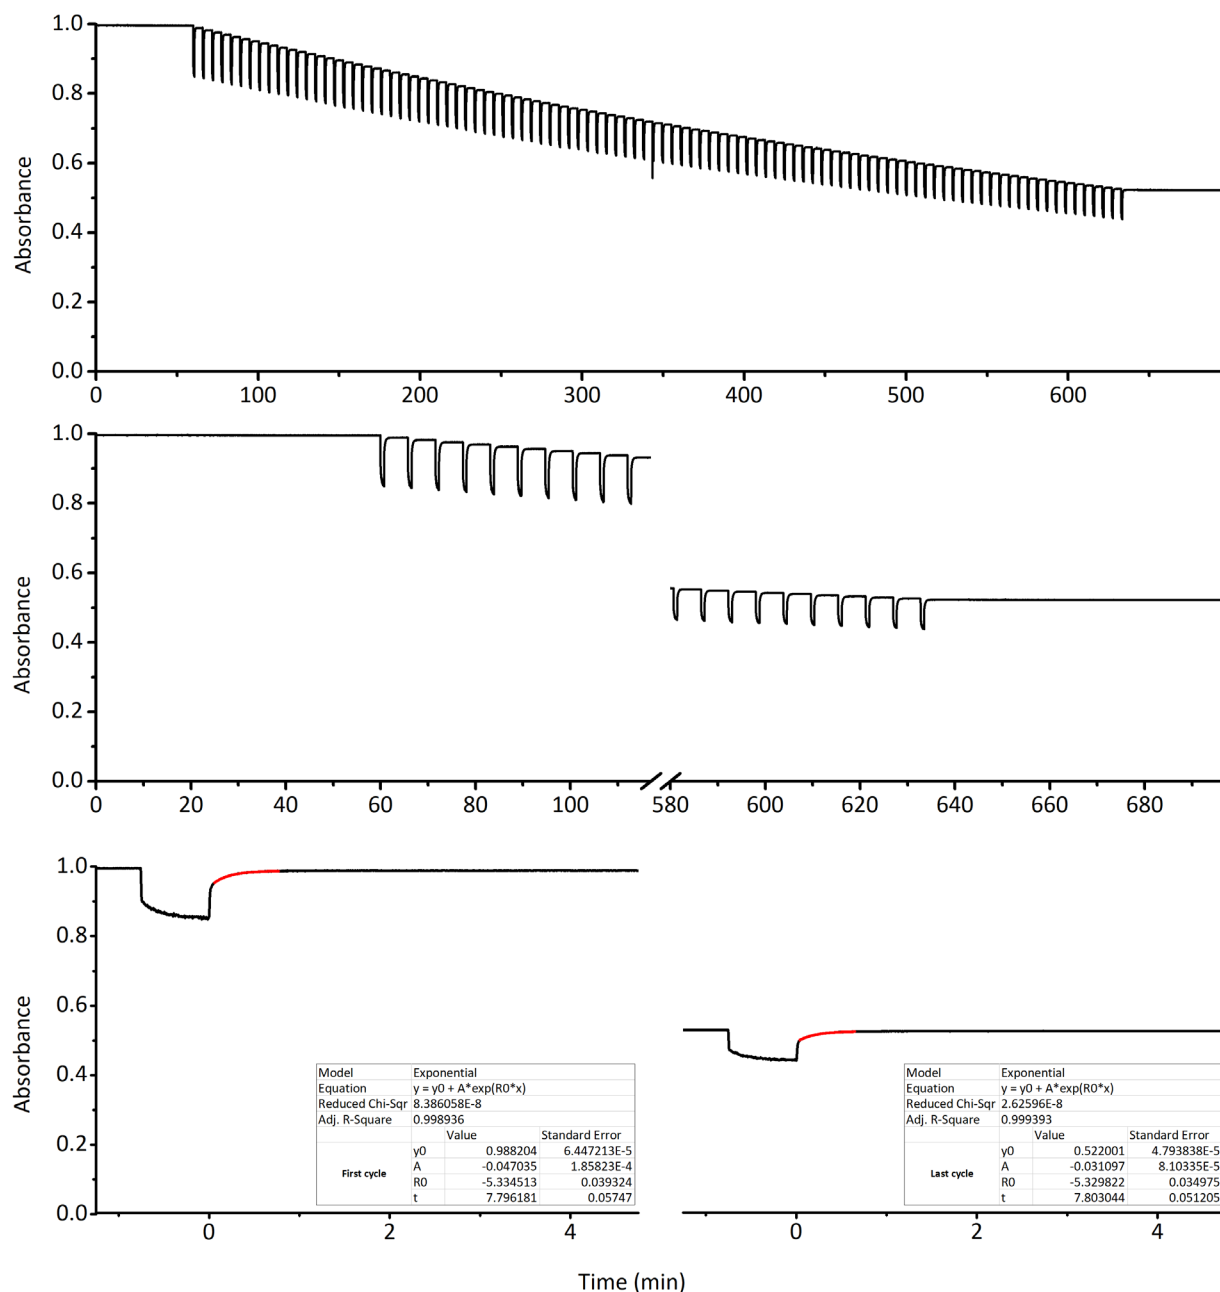 1.0
0.8
0.6
0.4
0.2
0.0
Absorbance
0 100 200 300 400 500 600
1.0
0.8
0.6
0.4
0.2
0.0
Absorbance
0 20 40 60 80 100 580 600 620 640 660 680
1.0
0.8
0.6
0.4
0.2
0.0
Absorbance
Model Exponential
Equation y = y0 + A*exp(R0*x)
Reduced Chi-Sqr 8.386058E-8
Adj. R-Square 0.998936
Value Standard Error
First cycle
y0 0.988204 6.447213E-5
A -0.047035 1.85823E-4
R0 -5.334513 0.039324
t 7.796181 0.05747
Model Exponential
Equation y = y0 + A*exp(R0*x)
Reduced Chi-Sqr 2.62596E-8
Adj. R-Square 0.999393
Value Standard Error
Last cycle
y0 0.522001 4.793838E-5
A -0.031097 8.10335E-5
R0 -5.329822 0.034975
t 7.803044 0.051205
0 2 4 0 2 4
Time (min)